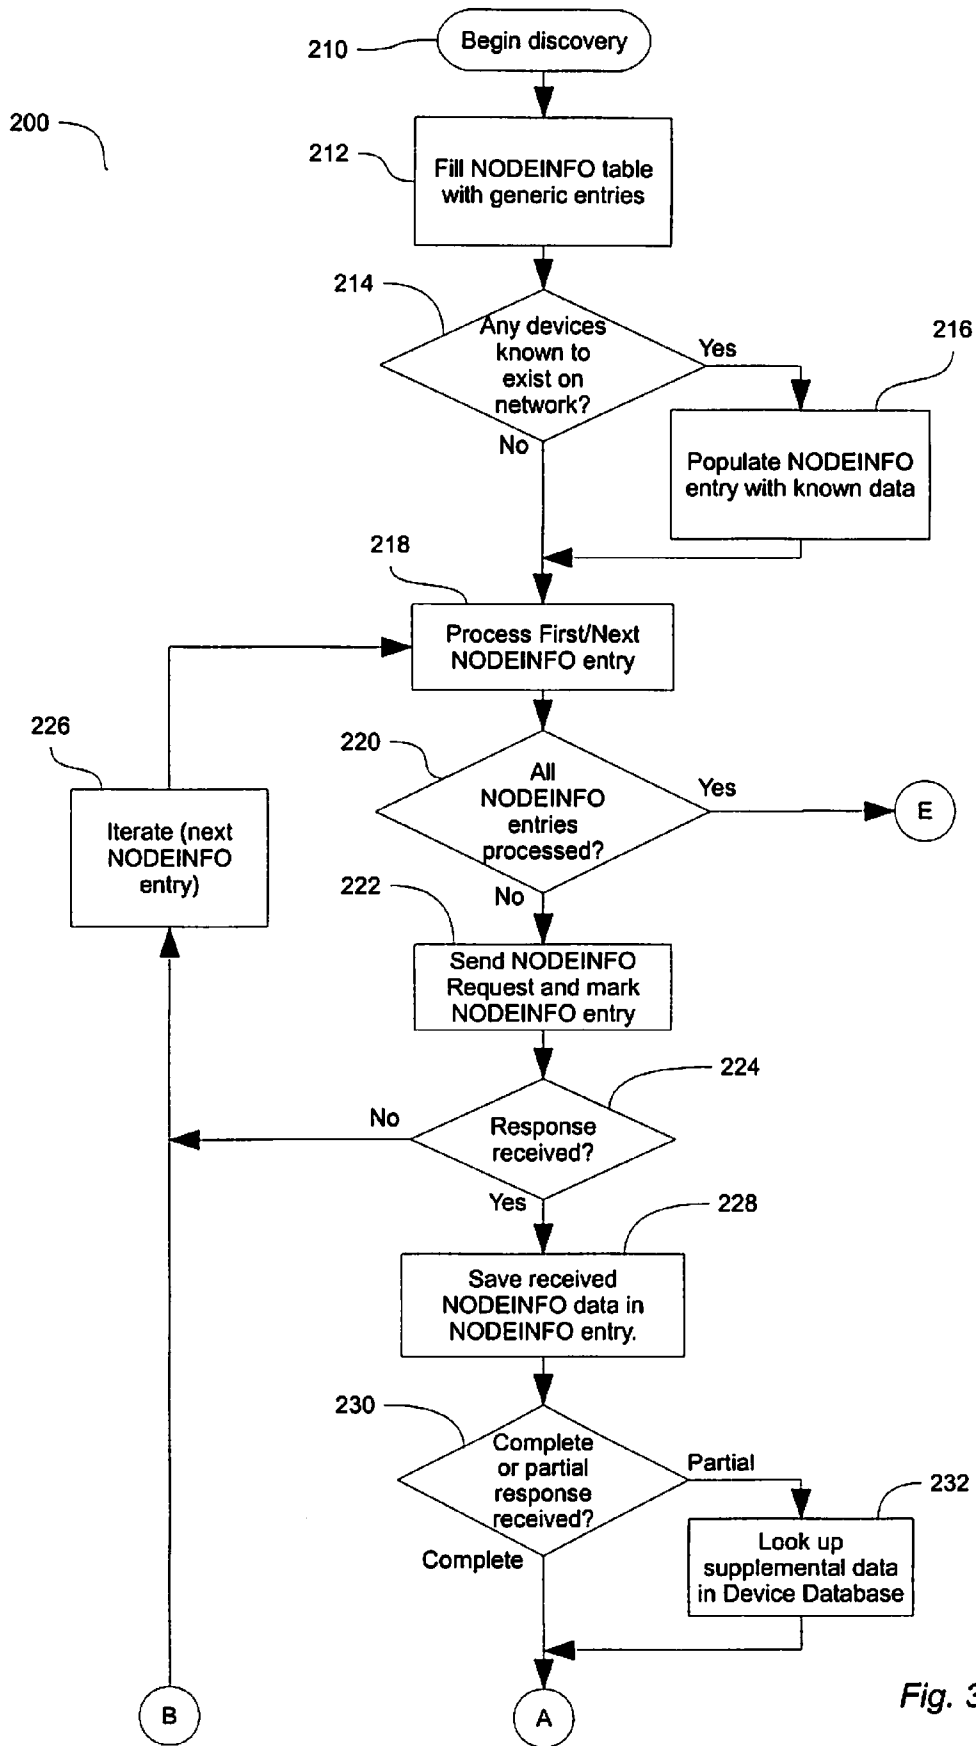 210
Begin discovery
200
212
Fill NODEINFO table
with generic entries
214
Any devices
known to
exist on
network?
Yes
216
No
Populate NODEINFO
entry with known data
218
Process First/Next
NODEINFO entry
226
220
All
NODEINFO
entries
processed?
Yes
E
Iterate (next
NODEINFO
entry)
No
222
Send NODEINFO
Request and mark
NODEINFO entry
224
No
Response
received?
Yes
228
Save received
NODEINFO data in
NODEINFO entry.
230
Complete
or partial
response
received?
Partial
232
Complete
Look up
supplemental data
in Device Database
B
A
Fig. 3